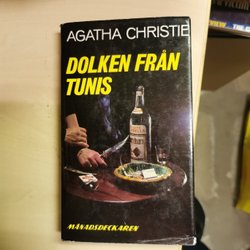 AGATHA CHRISTIE
DOLKEN FRÅN
TUNIS
MÅNADSDECKAREN